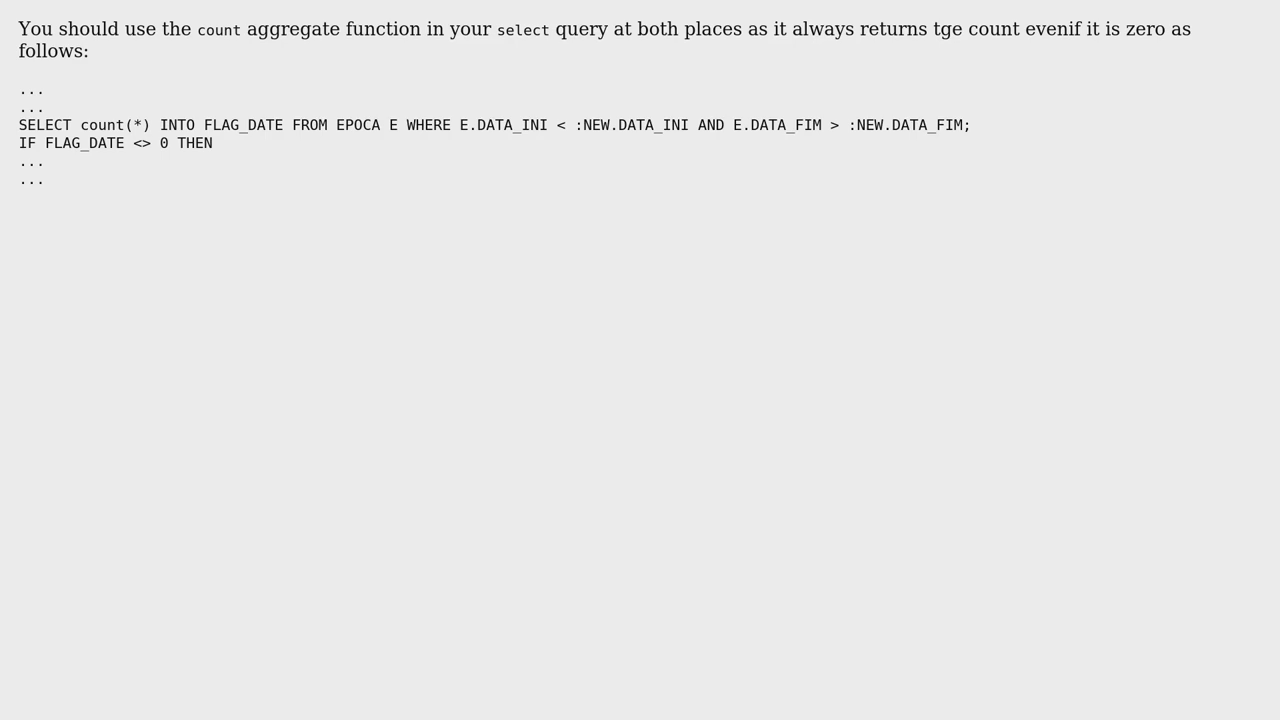 You should use the count aggregate function in your select query at both places as it always returns tge count evenif it is zero as
follows:
...
...
SELECT count(*) INTO FLAG_DATE FROM EPOCA E WHERE E.DATA_INI < :NEW.DATA_INI AND E.DATA_FIM > :NEW.DATA_FIM;
IF FLAG_DATE <> 0 THEN
...
...